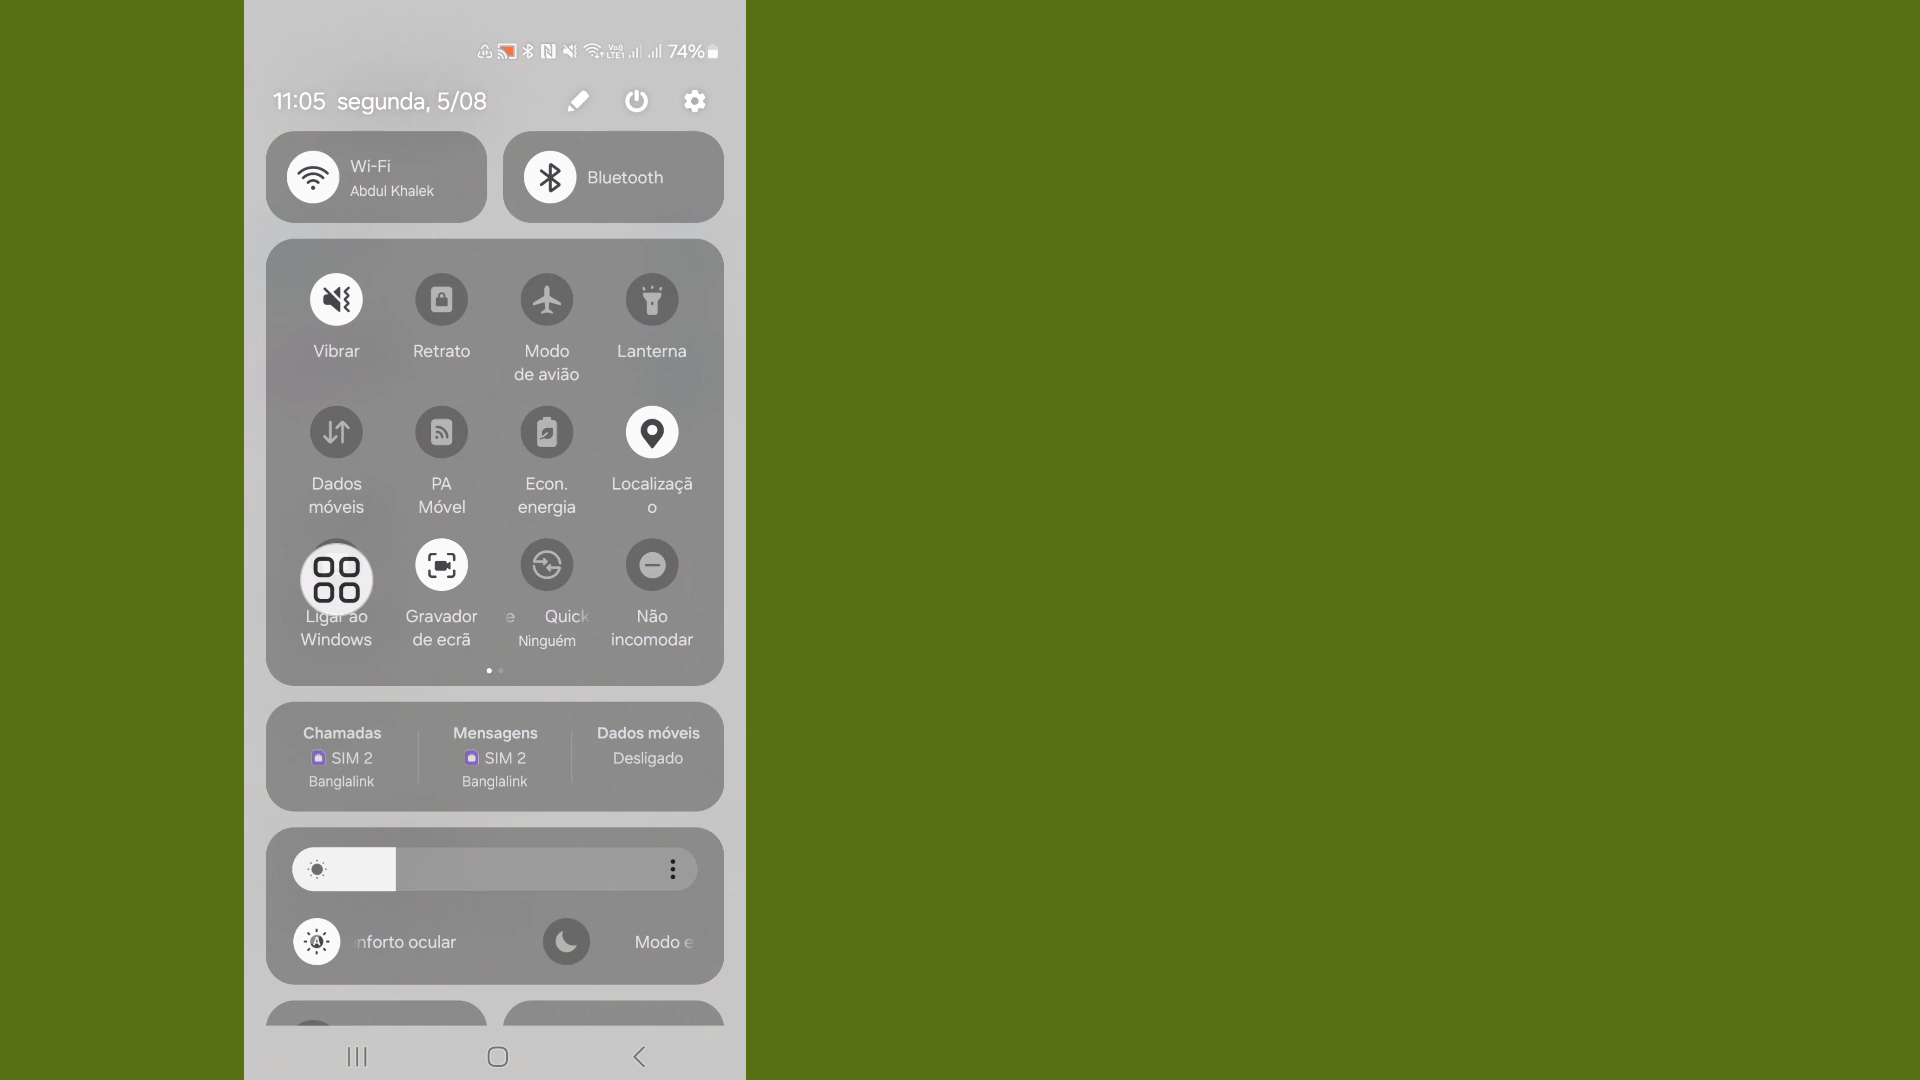 74%
11:05 segunda, 5/08
Wi-Fi
Abdul Khalek
Bluetooth
Vibrar
Retrato
Modo
de avião
Lanterna
Dados
móveis
PA
Móvel
Econ.
energia
Localizaçã
o
Ligar ao
Windows
Gravador
de ecrã
e Quick
Ninguém
Não
incomodar
Chamadas
SIM 2
Banglalink
Mensagens
SIM 2
Banglalink
Dados móveis
Desligado
nforto ocular
Modo e